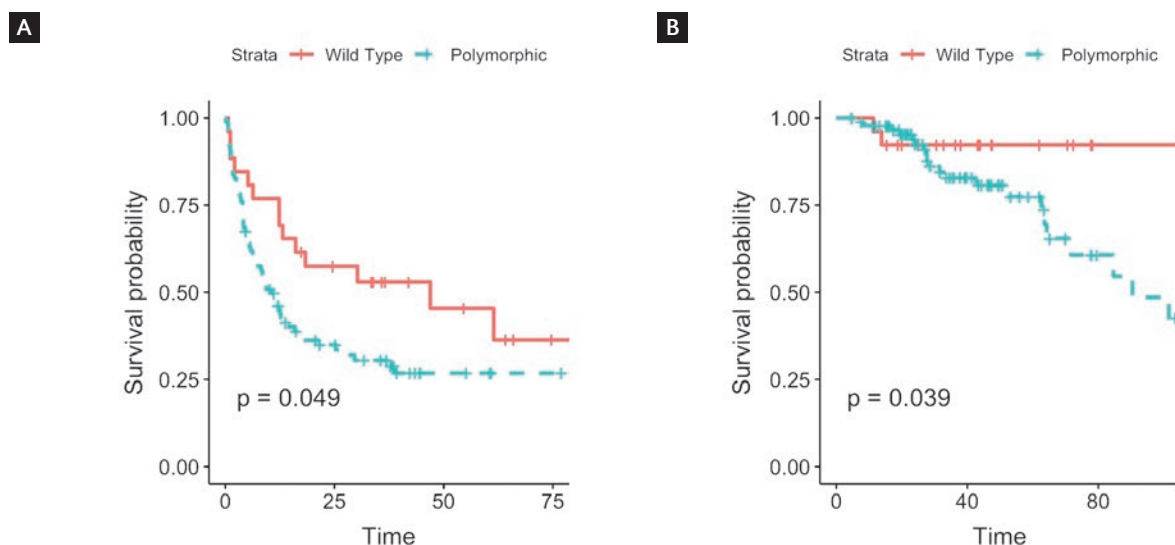 A
Strata Wild Type Polymorphic
Survival probability
1.00
0.75
0.50
0.25
0.00
p = 0.049
0 25 50 75
Time
B
Strata Wild Type Polymorphic
Survival probability
1.00
0.75
0.50
0.25
0.00
p = 0.039
0 40 80
Time